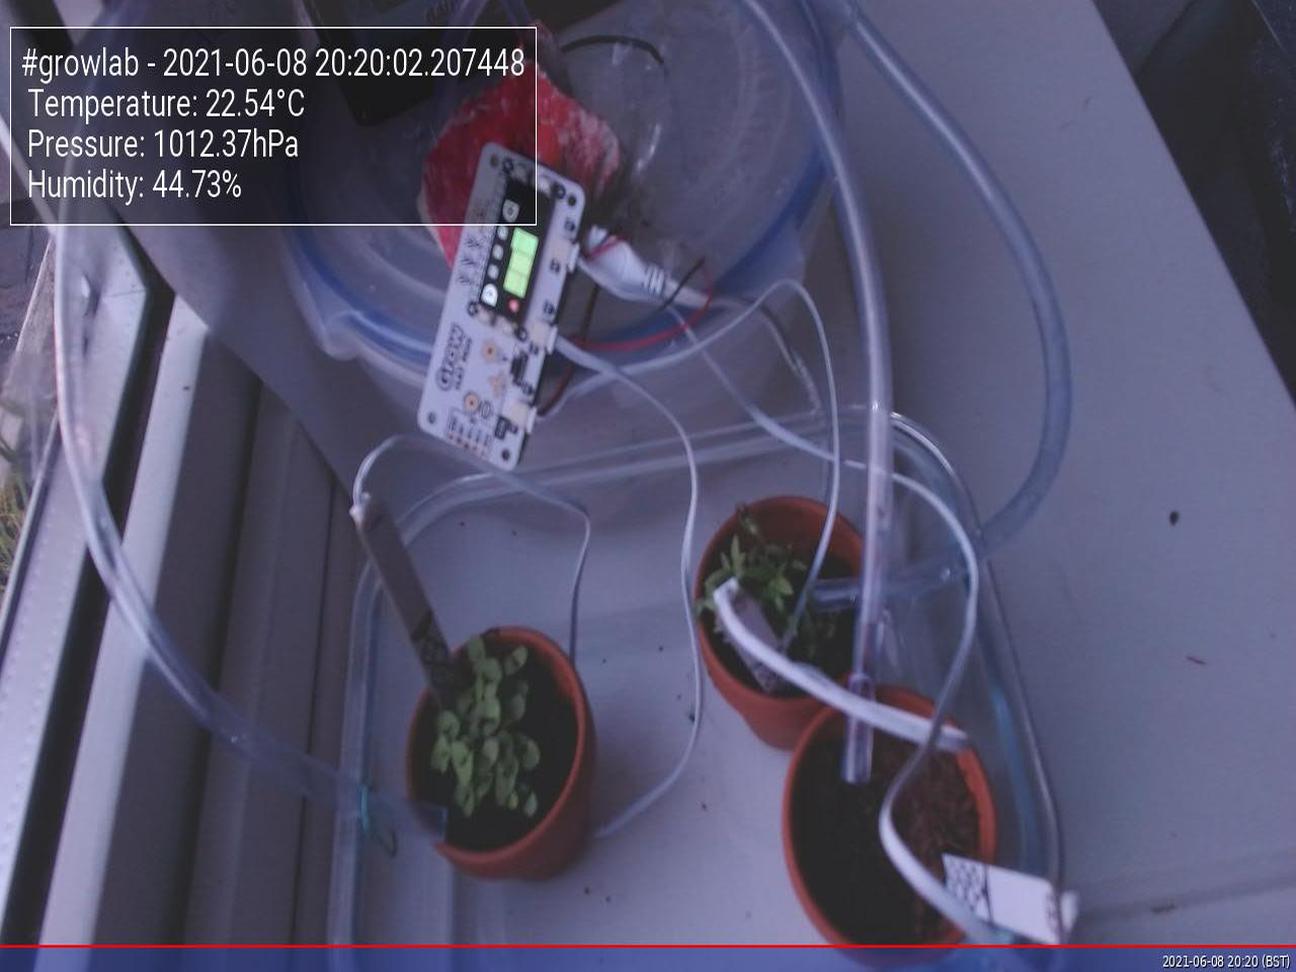 #growlab - 2021-06-08 20:20:02.207448
Temperature: 22.54°C
Pressure: 1012.37hPa
Humidity: 44.73%
GROW
2021-06-08 20:20 (BST)